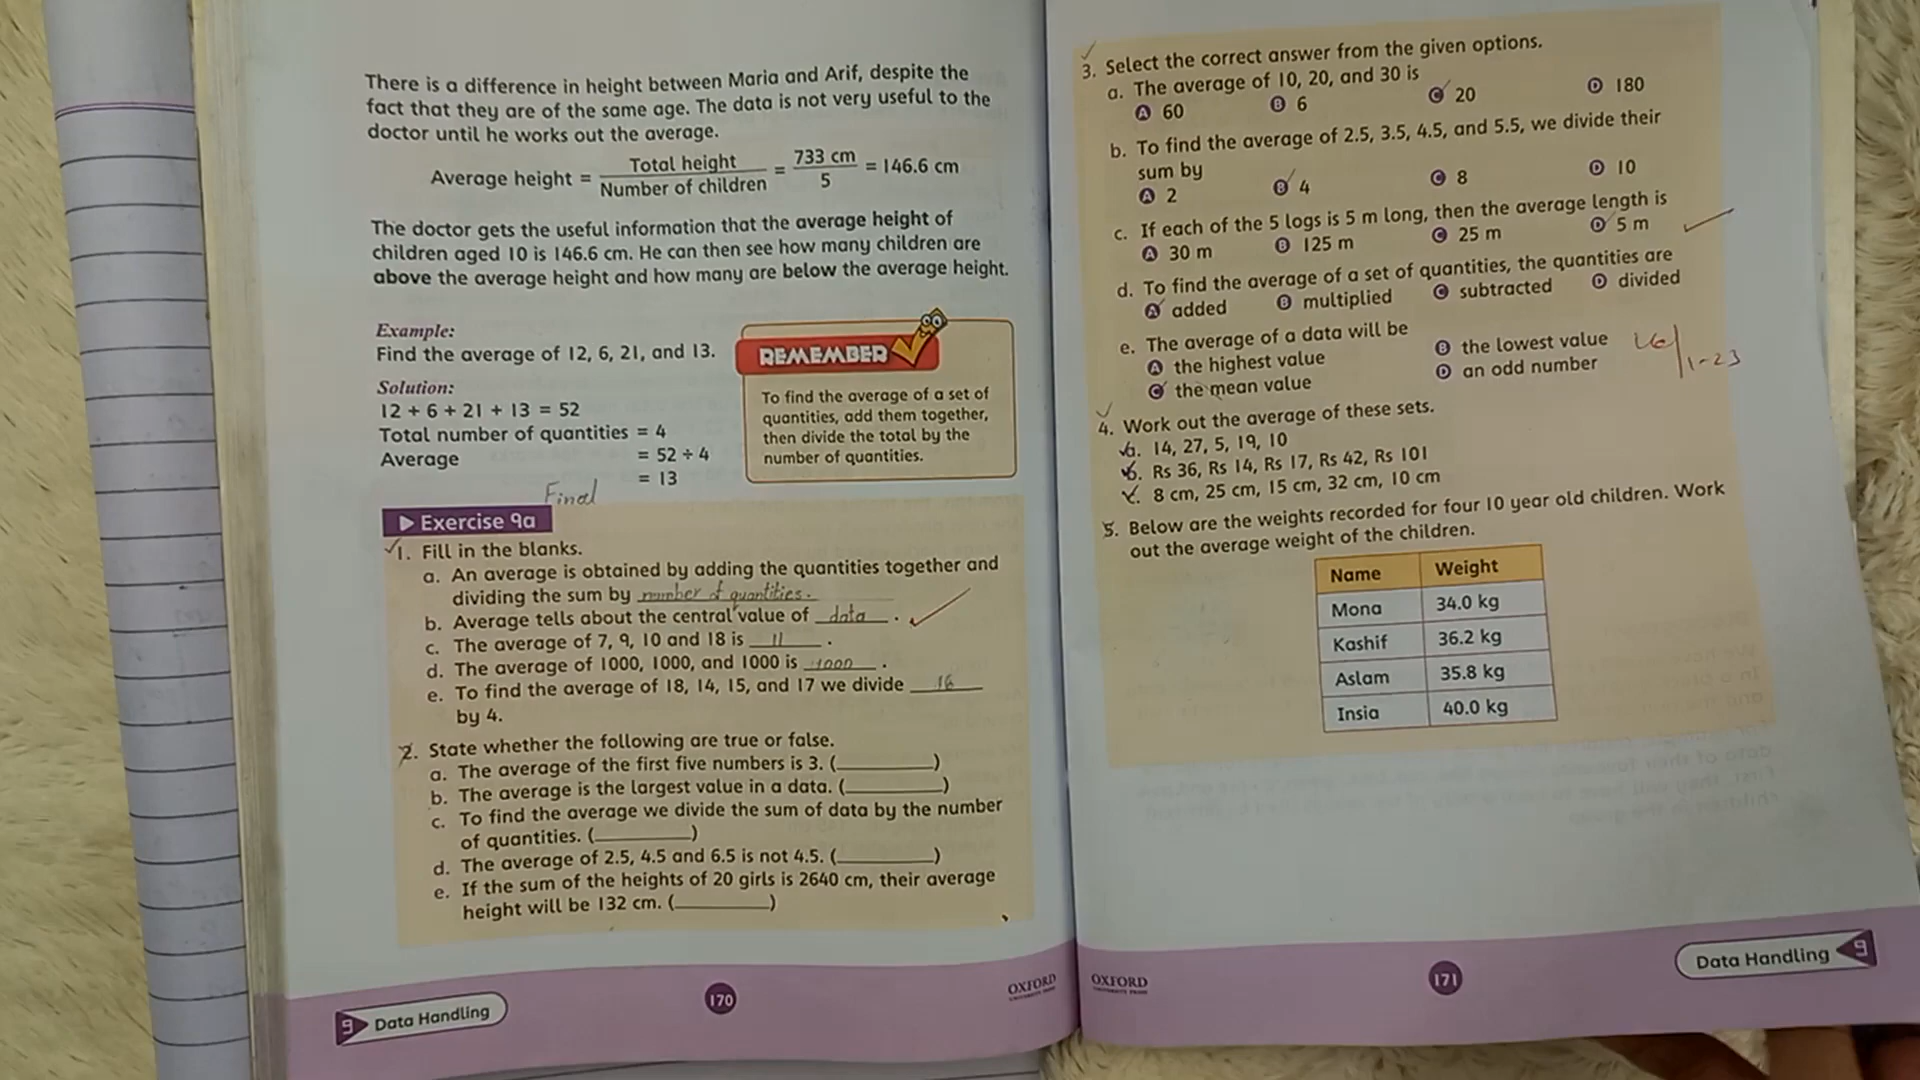 There is a difference in height between Maria and Arif, despite the
fact that they are of the same age. The data is not very useful to the
doctor until he works out the average.
Average height = Total height / Number of children = 733 cm / 5 = 146.6 cm
The doctor gets the useful information that the average height of
children aged 10 is 146.6 cm. He can then see how many children are
above the average height and how many are below the average height.
Example:
Find the average of 12, 6, 21, and 13.
Solution:
12 + 6 + 21 + 13 = 52
Total number of quantities = 4
Average = 52 ÷ 4
= 13
REMEMBER
To find the average of a set of
quantities, add them together,
then divide the total by the
number of quantities.
Final
Exercise 9a
1. Fill in the blanks.
a. An average is obtained by adding the quantities together and
dividing the sum by number of quantities.
b. Average tells about the central value of data.
c. The average of 7, 9, 10 and 18 is 11.
d. The average of 1000, 1000, and 1000 is 1000.
e. To find the average of 18, 14, 15, and 17 we divide 16
by 4.
2. State whether the following are true or false.
a. The average of the first five numbers is 3. (__________)
b. The average is the largest value in a data. (__________)
c. To find the average we divide the sum of data by the number
of quantities. (__________)
d. The average of 2.5, 4.5 and 6.5 is not 4.5. (__________)
e. If the sum of the heights of 20 girls is 2640 cm, their average
height will be 132 cm. (__________)
9 Data Handling
170
OXFORD
UNIVERSITY PRESS
3. Select the correct answer from the given options.
a. The average of 10, 20, and 30 is
A 60 B 6 C 20 D 180
b. To find the average of 2.5, 3.5, 4.5, and 5.5, we divide their
sum by
A 2 B 4 C 8 D 10
c. If each of the 5 logs is 5 m long, then the average length is
A 30 m B 125 m C 25 m D 5 m
d. To find the average of a set of quantities, the quantities are
A added B multiplied C subtracted D divided
e. The average of a data will be
A the highest value B the lowest value
C the mean value D an odd number
4. Work out the average of these sets.
a. 14, 27, 5, 19, 10
b. Rs 36, Rs 14, Rs 17, Rs 42, Rs 101
c. 8 cm, 25 cm, 15 cm, 32 cm, 10 cm
5. Below are the weights recorded for four 10 year old children. Work
out the average weight of the children.
Name Weight
Mona 34.0 kg
Kashif 36.2 kg
Aslam 35.8 kg
Insia 40.0 kg
OXFORD
UNIVERSITY PRESS
171
Data Handling 9